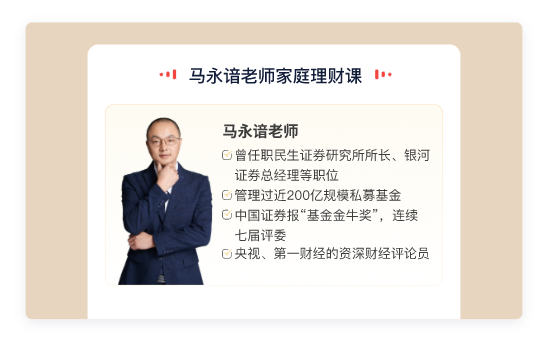 马永谙老师家庭理财课
马永谙老师
曾任职民生证券研究所所长、银河
证券总经理等职位
管理过近200亿规模私募基金
中国证券报“基金金牛奖”，连续
七届评委
央视、第一财经的资深财经评论员